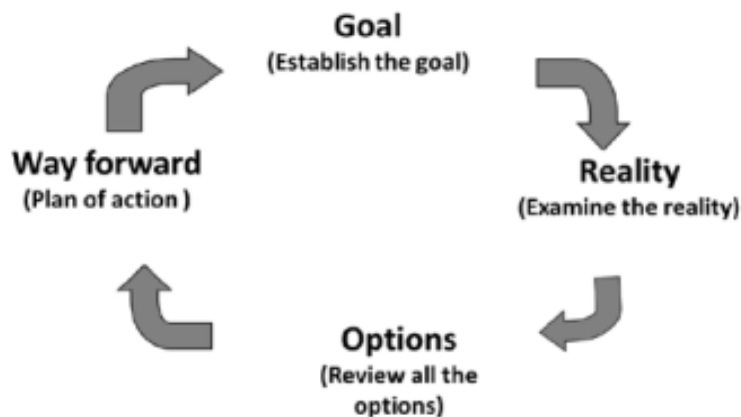 Goal
(Establish the goal)
Way forward
(Plan of action )
Reality
(Examine the reality)
Options
(Review all the
options)